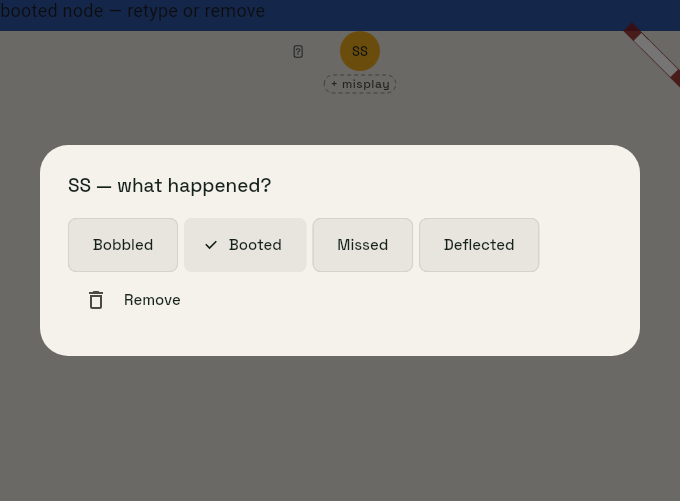 booted node — retype or remove
SS
+ misplay
SS — what happened?
Bobbled
Booted
Missed
Deflected
Remove